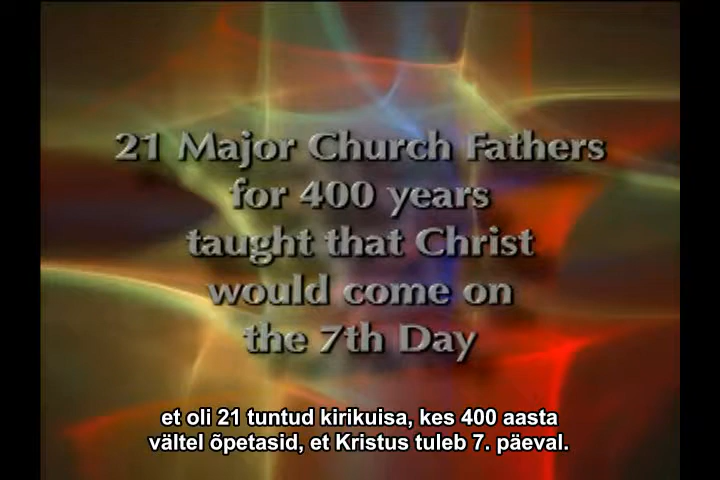 21 Major Church Fathers
for 400 years
taught that Christ
would come on
the 7th Day
et oli 21 tuntud kirikuisa, kes 400 aasta
vältel õpetasid, et Kristus tuleb 7. päeval.